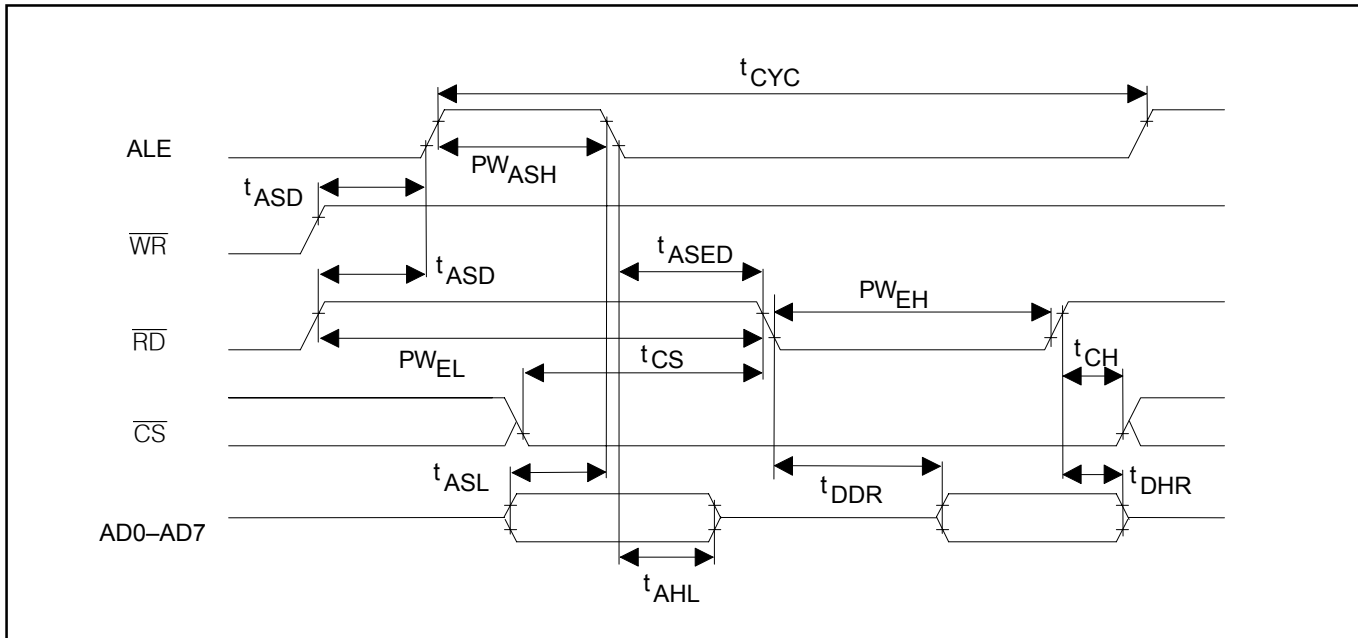 tCYC
ALE
PWASH
tASD
WR
tASED
tASD
PWEH
RD
PWEL
tCS
tCH
CS
tASL
tDDR
tDHR
AD0–AD7
tAHL